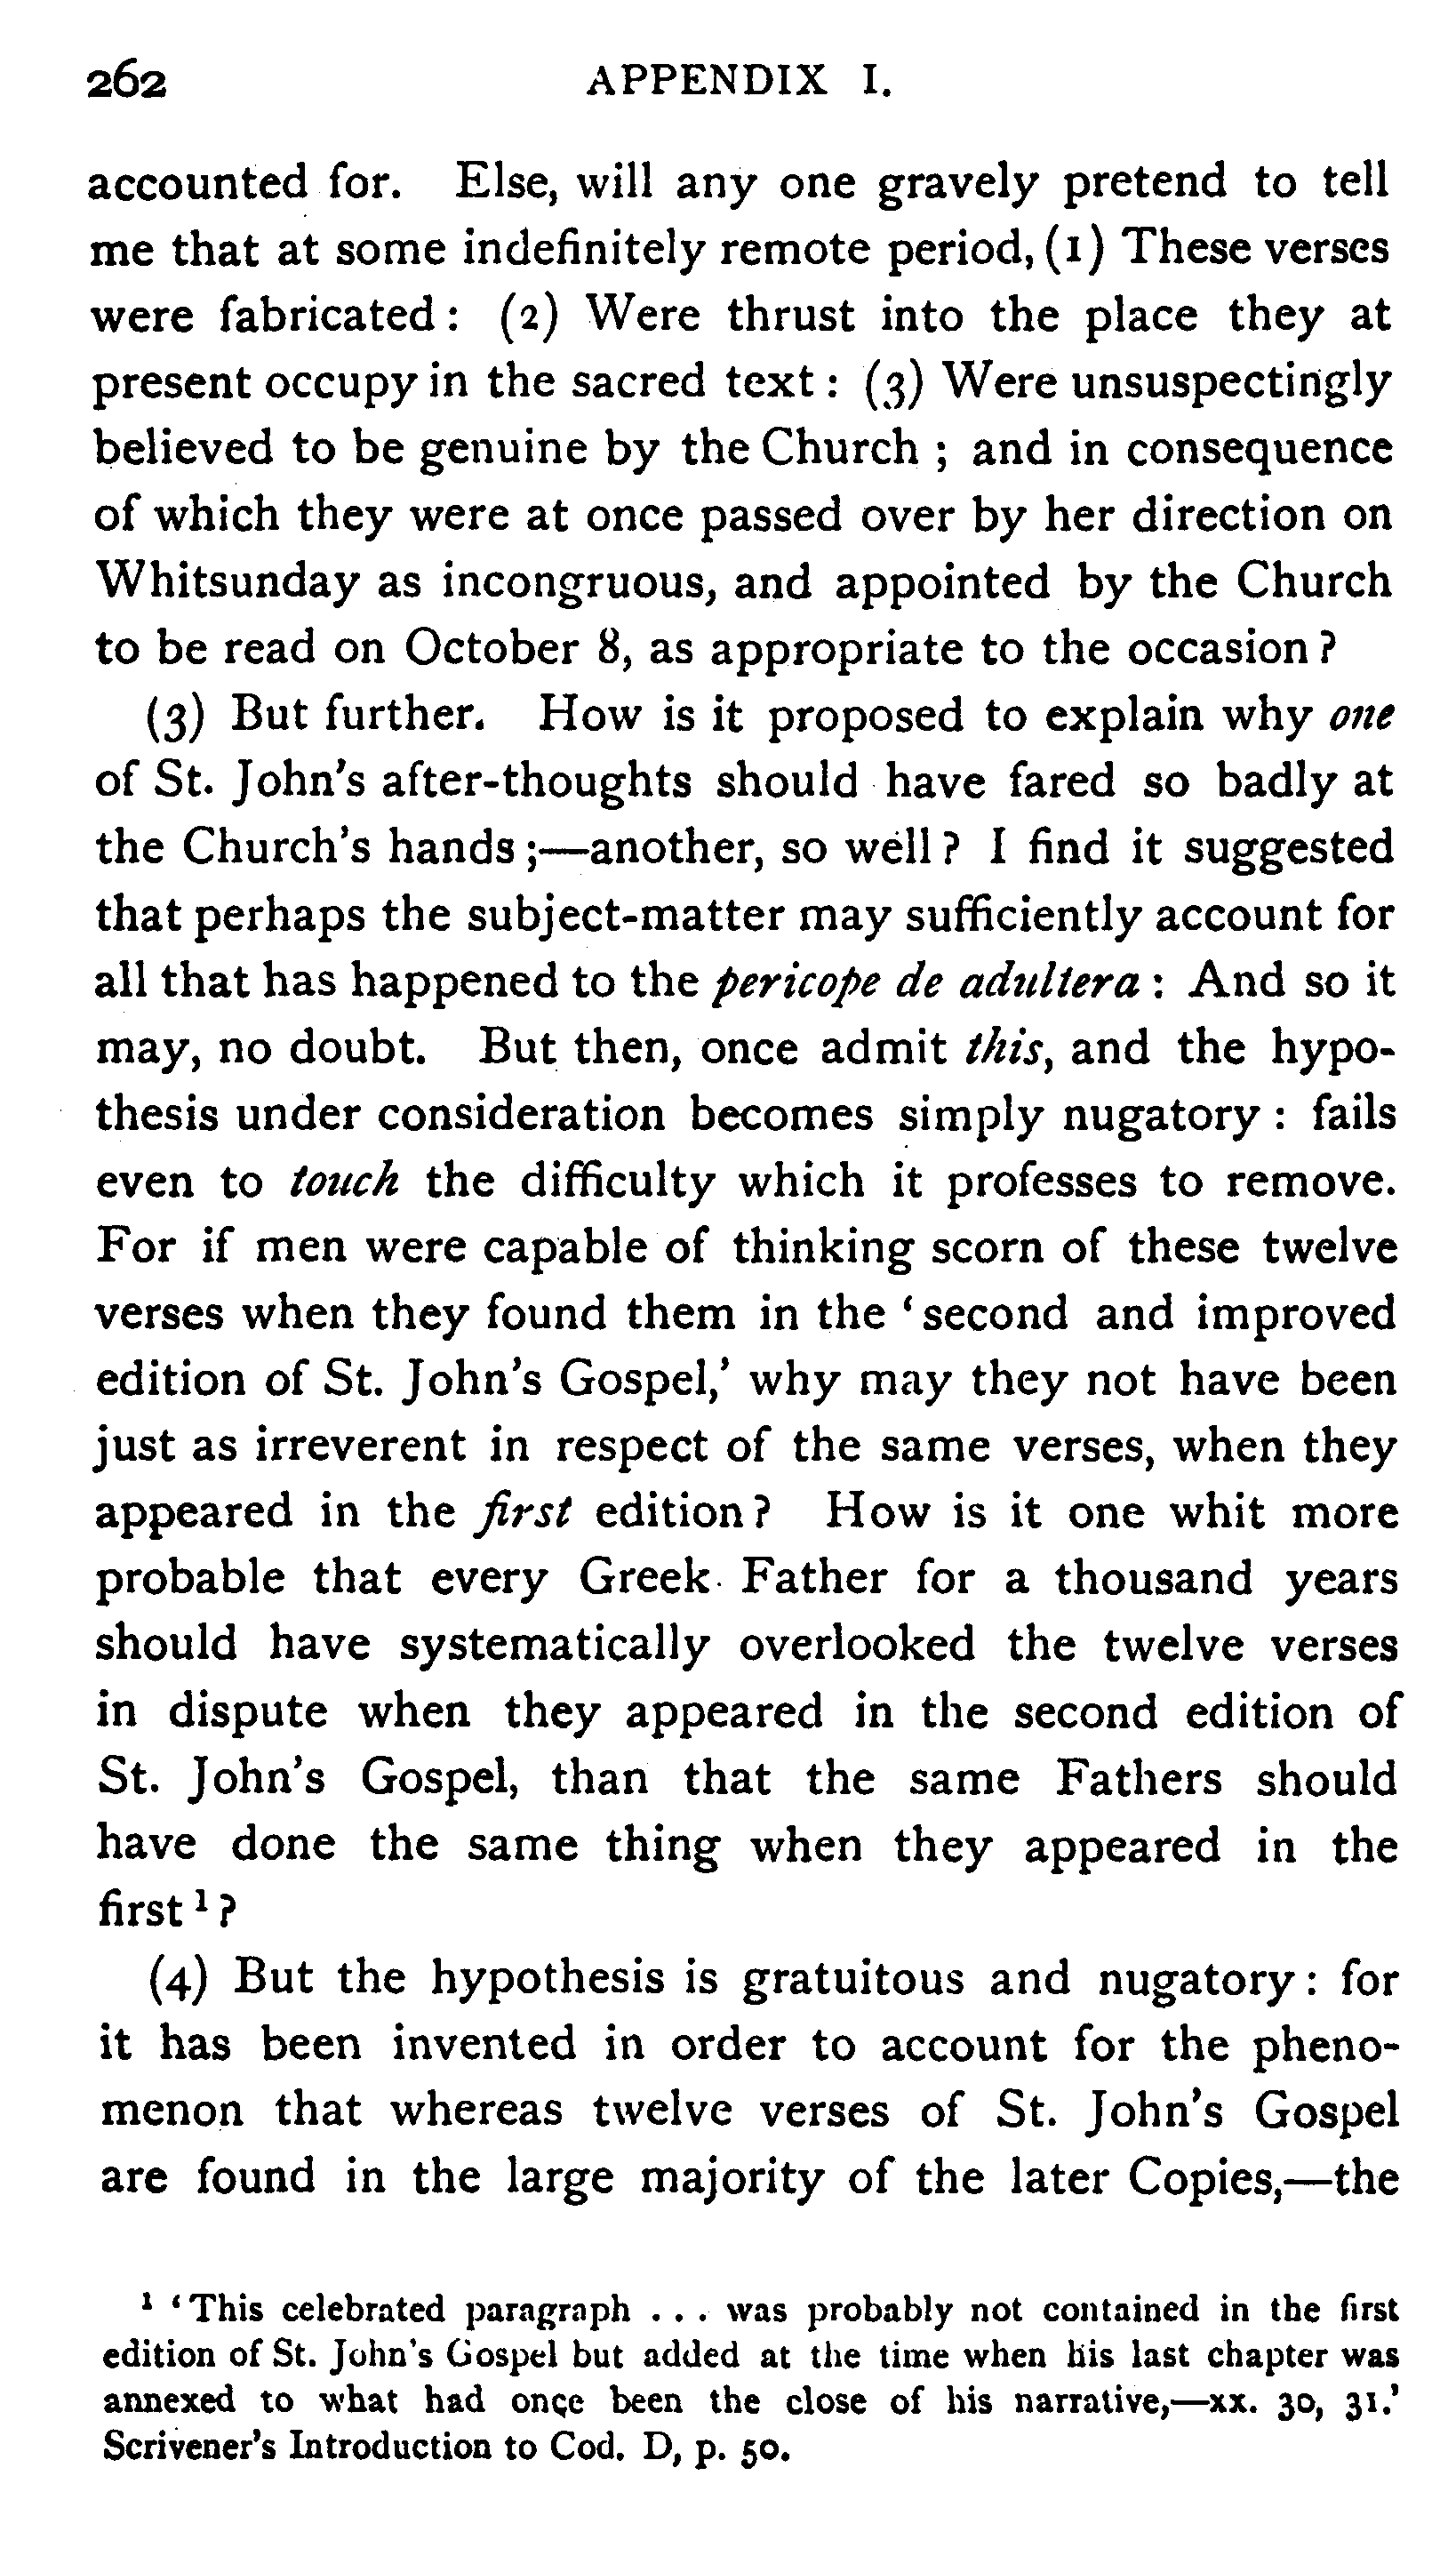 262 APPENDIX I.
accounted for. Else, will any one gravely pretend to tell
me that at some indefinitely remote period, (1) These verses
were fabricated : (2) Were thrust into the place they at
present occupy in the sacred text : (3) Were unsuspectingly
believed to be genuine by the Church ; and in consequence
of which they were at once passed over by her direction on
Whitsunday as incongruous, and appointed by the Church
to be read on October 8, as appropriate to the occasion ?
(3) But further. How is it proposed to explain why one
of St. John's after-thoughts should have fared so badly at
the Church's hands ;—another, so well ? I find it suggested
that perhaps the subject-matter may sufficiently account for
all that has happened to the pericope de adultera : And so it
may, no doubt. But then, once admit this, and the hypo-
thesis under consideration becomes simply nugatory : fails
even to touch the difficulty which it professes to remove.
For if men were capable of thinking scorn of these twelve
verses when they found them in the ‘ second and improved
edition of St. John's Gospel,’ why may they not have been
just as irreverent in respect of the same verses, when they
appeared in the first edition ? How is it one whit more
probable that every Greek Father for a thousand years
should have systematically overlooked the twelve verses
in dispute when they appeared in the second edition of
St. John's Gospel, than that the same Fathers should
have done the same thing when they appeared in the
first ¹ ?
(4) But the hypothesis is gratuitous and nugatory : for
it has been invented in order to account for the pheno-
menon that whereas twelve verses of St. John's Gospel
are found in the large majority of the later Copies,—the
¹ ‘ This celebrated paragraph . . . was probably not contained in the first
edition of St. John's Gospel but added at the time when his last chapter was
annexed to what had once been the close of his narrative,—xx. 30, 31.’
Scrivener's Introduction to Cod. D, p. 50.